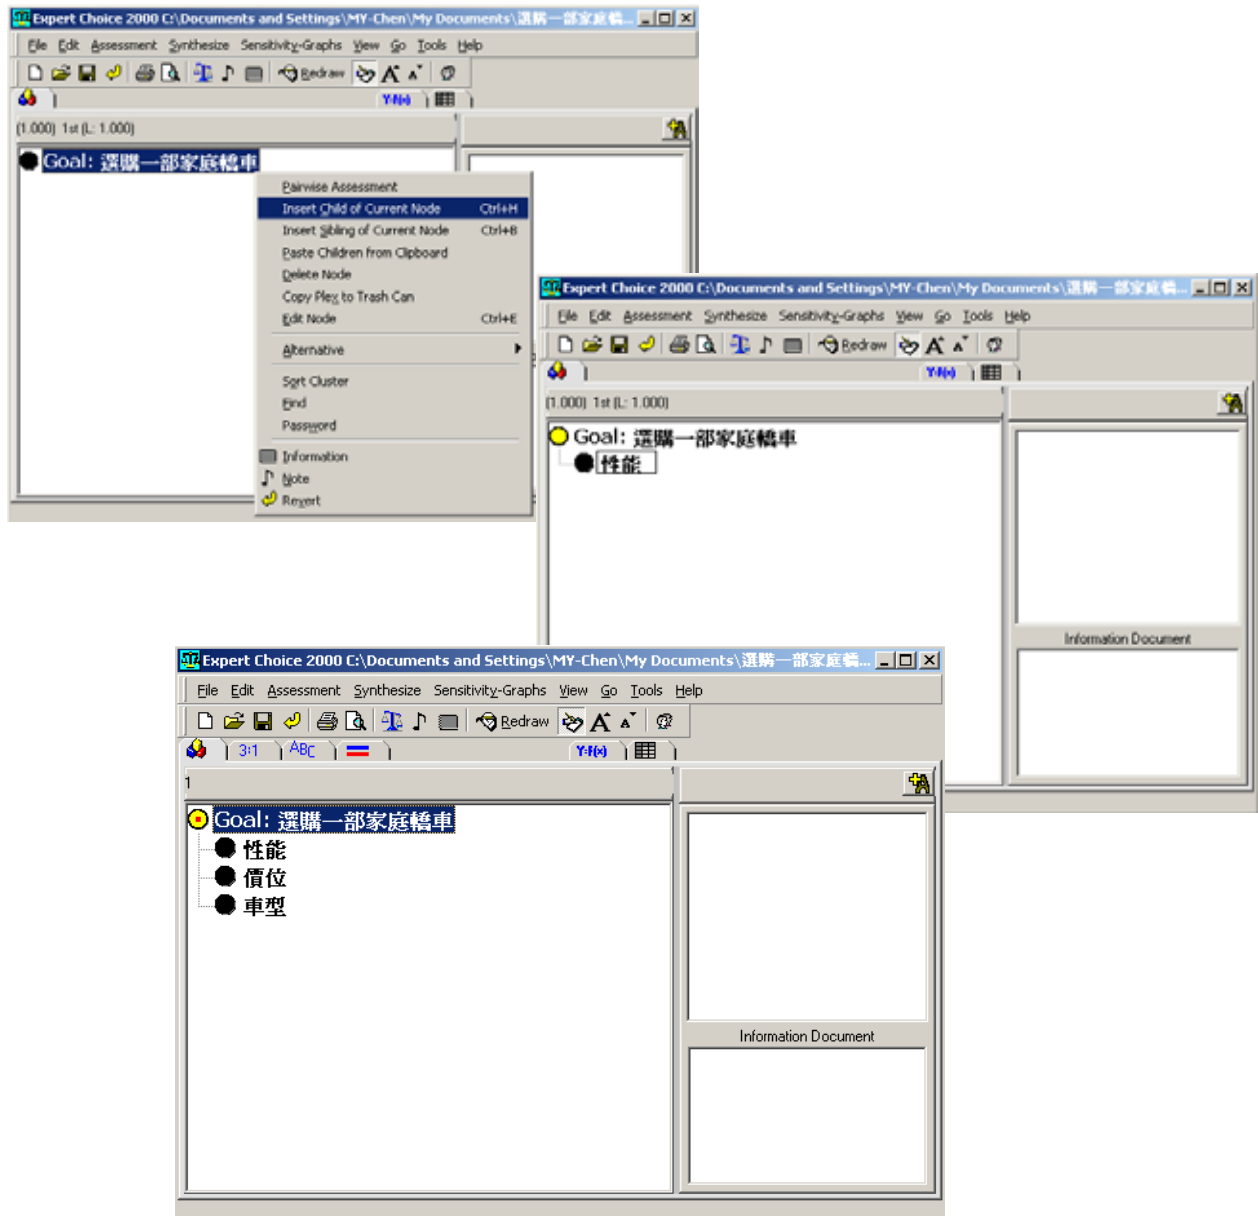 Expert Choice 2000 C:\Documents and Settings\MY-Chen\My Documents\選購一部家庭轎...
File Edit Assessment Synthesize Sensitivity-Graphs View Go Tools Help
Redraw
Y=F(x)
(1.000) 1st (L: 1.000)
Goal: 選購一部家庭轎車
Pairwise Assessment
Insert Child of Current Node Ctrl+H
Insert Sibling of Current Node Ctrl+B
Paste Children from Clipboard
Delete Node
Copy Plex to Trash Can
Edit Node Ctrl+E
Alternative
Sort Cluster
Find
Password
Information
Note
Revert
Expert Choice 2000 C:\Documents and Settings\MY-Chen\My Documents\選購一部家庭轎...
File Edit Assessment Synthesize Sensitivity-Graphs View Go Tools Help
Redraw
Y=F(x)
(1.000) 1st (L: 1.000)
Goal: 選購一部家庭轎車
性能
Information Document
Expert Choice 2000 C:\Documents and Settings\MY-Chen\My Documents\選購一部家庭轎...
File Edit Assessment Synthesize Sensitivity-Graphs View Go Tools Help
Redraw
3:1 ABC Y=F(x)
1
Goal: 選購一部家庭轎車
性能
價位
車型
Information Document